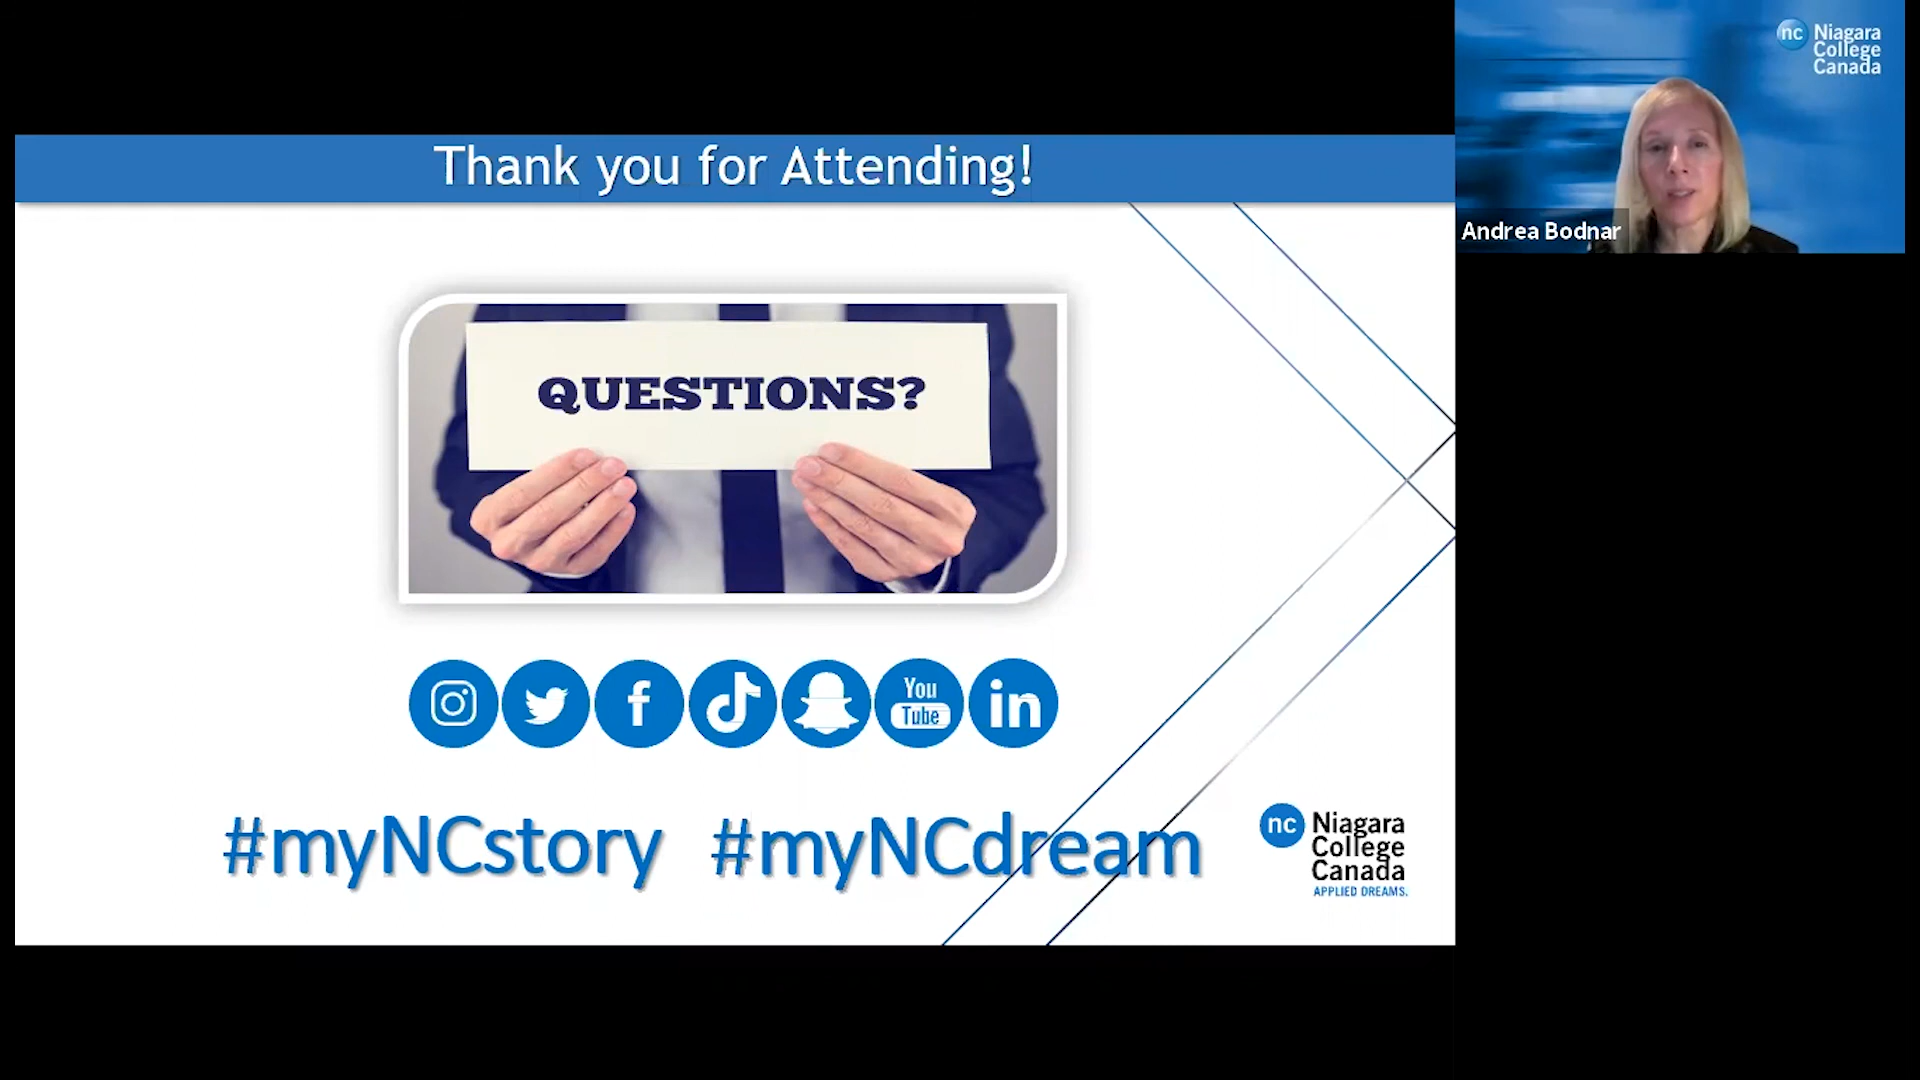 Thank you for Attending!
QUESTIONS?
You
Tube
in
#myNCstory #myNCdream
nc Niagara
College
Canada
APPLIED DREAMS.
nc Niagara
College
Canada
Andrea Bodnar